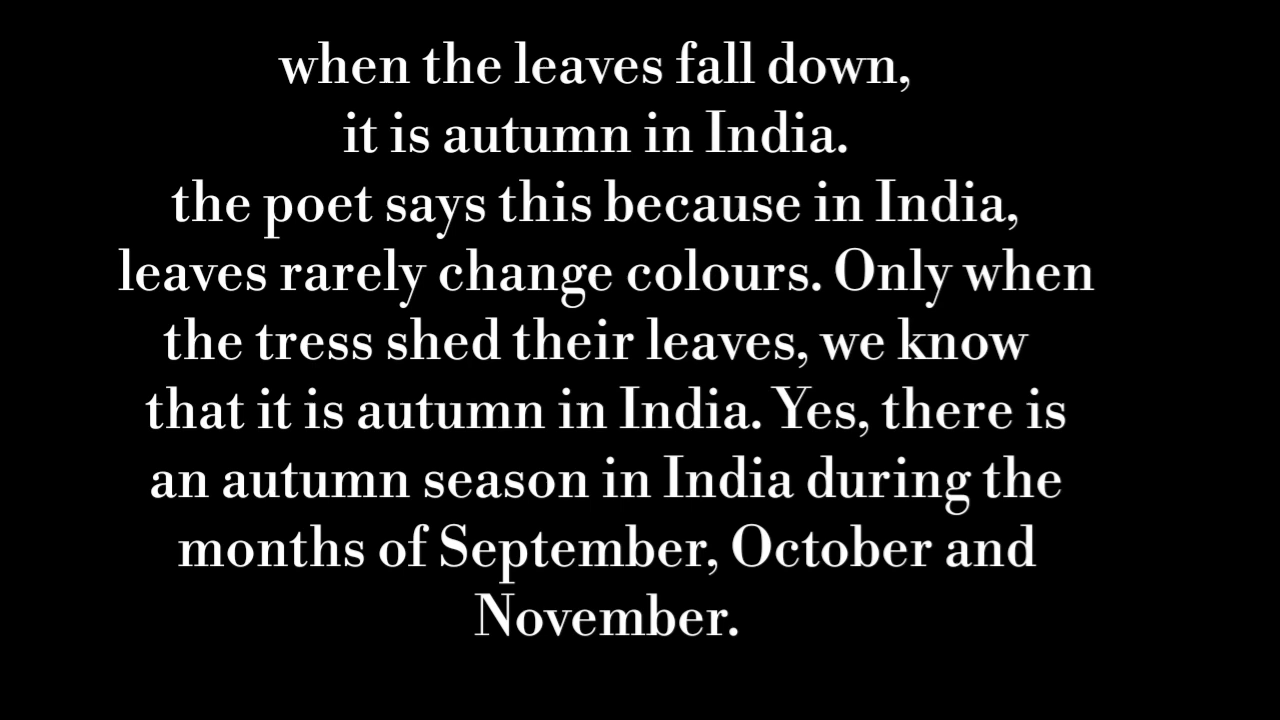 when the leaves fall down,
it is autumn in India.
the poet says this because in India,
leaves rarely change colours. Only when
the tress shed their leaves, we know
that it is autumn in India. Yes, there is
an autumn season in India during the
months of September, October and
November.